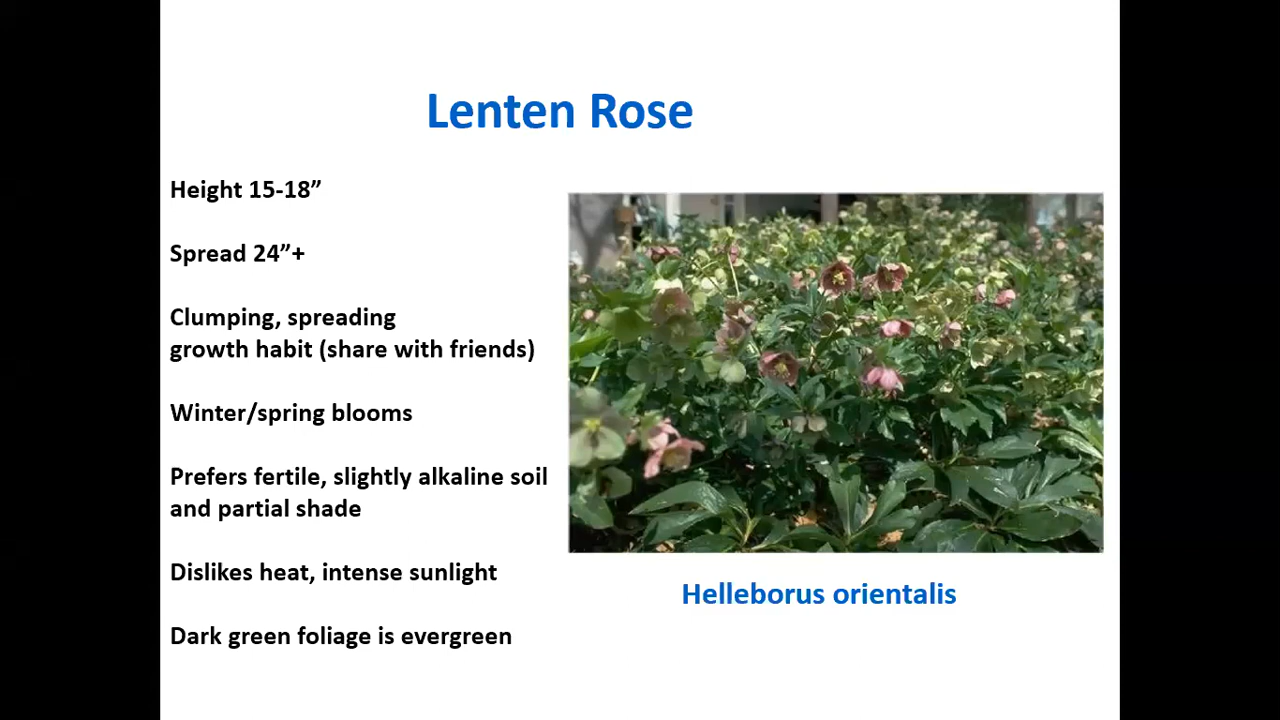 Lenten Rose
Height 15-18”
Spread 24”+
Clumping, spreading
growth habit (share with friends)
Winter/spring blooms
Prefers fertile, slightly alkaline soil
and partial shade
Dislikes heat, intense sunlight
Dark green foliage is evergreen
Helleborus orientalis